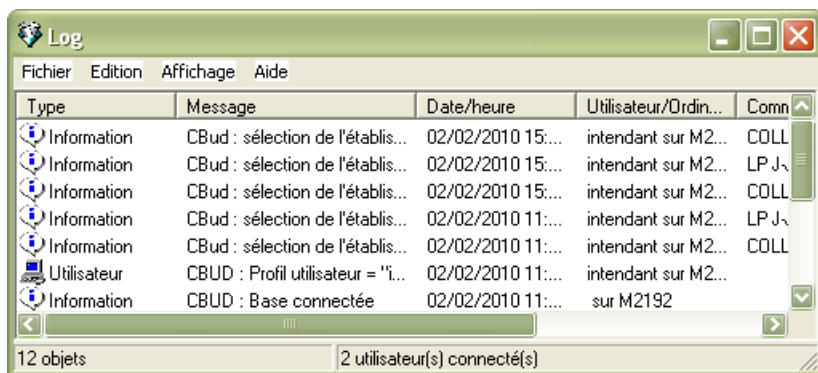 Log
Fichier Edition Affichage Aide
Type Message Date/heure Utilisateur/Ordin... Comn
Information CBud : sélection de l'établis... 02/02/2010 15:... intendant sur M2... COLL
Information CBud : sélection de l'établis... 02/02/2010 15:... intendant sur M2... LP J
Information CBud : sélection de l'établis... 02/02/2010 15:... intendant sur M2... COLL
Information CBud : sélection de l'établis... 02/02/2010 11:... intendant sur M2... LP J
Information CBud : sélection de l'établis... 02/02/2010 11:... intendant sur M2... COLL
Utilisateur CBUD : Profil utilisateur = "i... 02/02/2010 11:... intendant sur M2...
Information CBUD : Base connectée 02/02/2010 11:... sur M2192
12 objets 2 utilisateur(s) connecté(s)